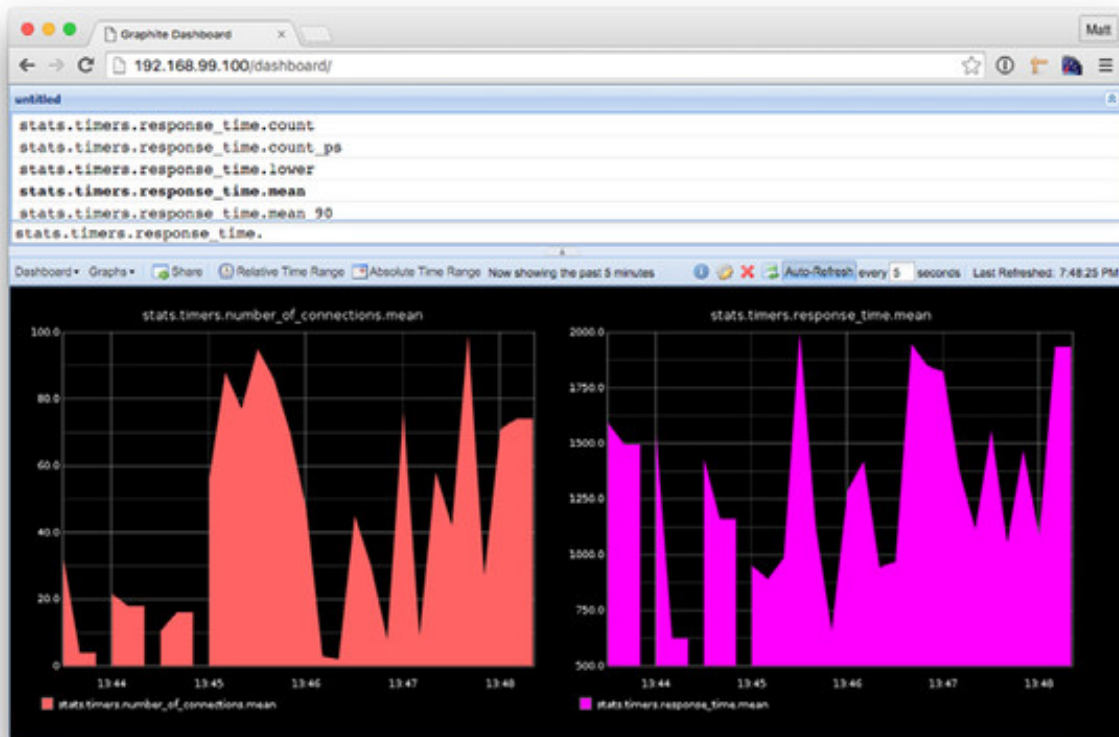 Graphite Dashboard
Matt
192.168.99.100/dashboard/
untitled
stats.timers.response_time.count
stats.timers.response_time.count_ps
stats.timers.response_time.lower
stats.timers.response_time.mean
stats.timers.response_time.mean_90
stats.timers.response_time.
Dashboard Graphs Share Relative Time Range Absolute Time Range Now showing the past 5 minutes Auto-Refresh every 5 seconds Last Refreshed: 7:48:25 PM
stats.timers.number_of_connections.mean
100.0
80.0
60.0
40.0
20.0
0
13:44 13:45 13:46 13:47 13:48
stats.timers.number_of_connections.mean
stats.timers.response_time.mean
2000.0
1750.0
1500.0
1250.0
1000.0
750.0
500.0
13:44 13:45 13:46 13:47 13:48
stats.timers.response_time.mean